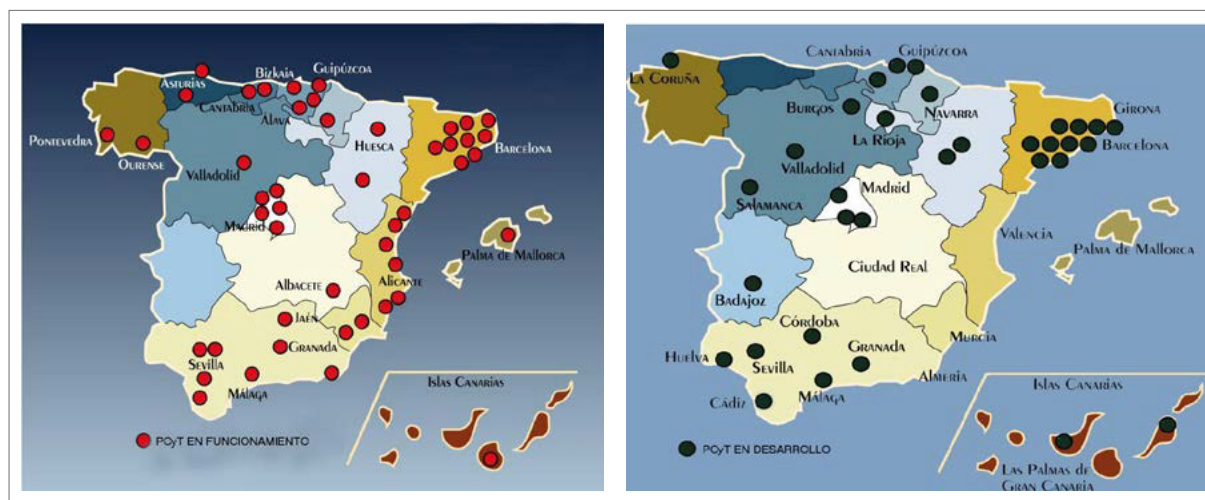 Asturias
Cantabria
Bizkaia
Guipúzcoa
Álava
Pontevedra
Ourense
Huesca
Barcelona
Valladolid
Madrid
Palma de Mallorca
Albacete
Alicante
Jaén
Granada
Sevilla
Málaga
Islas Canarias
PCyT EN FUNCIONAMIENTO
La Coruña
Cantabria
Guipúzcoa
Burgos
Navarra
La Rioja
Girona
Barcelona
Valladolid
Salamanca
Madrid
Valencia
Palma de Mallorca
Ciudad Real
Badajoz
Córdoba
Murcia
Huelva
Sevilla
Granada
Almería
Cádiz
Málaga
Islas Canarias
PCyT EN DESARROLLO
Las Palmas de
Gran Canaria